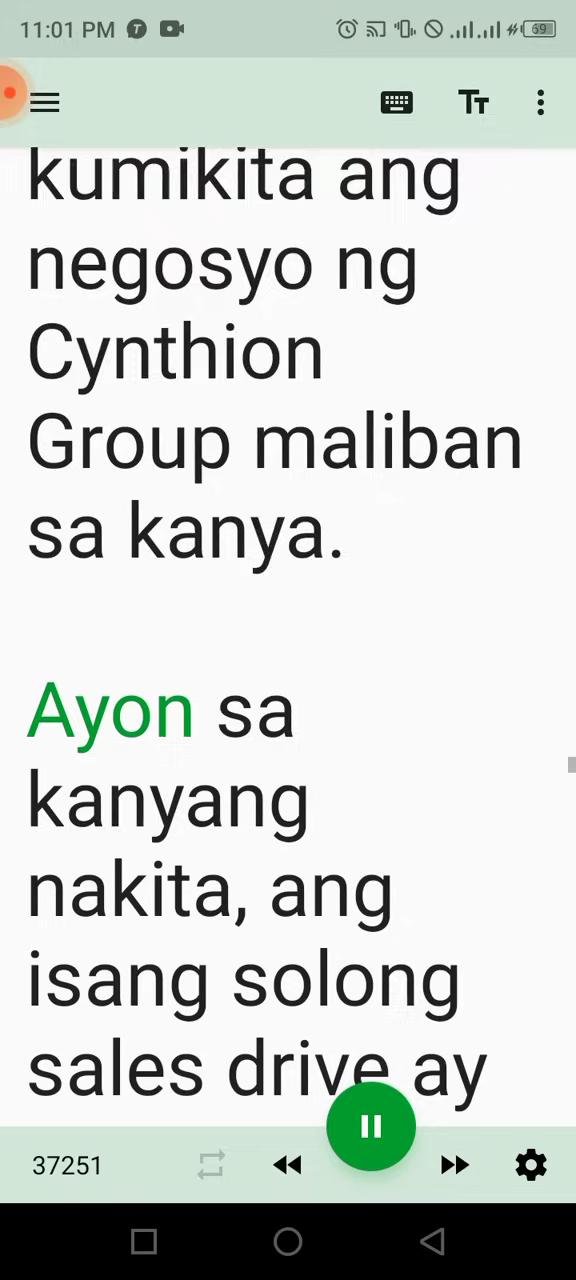 11:01 PM
69
kumikita ang
negosyo ng
Cynthion
Group maliban
sa kanya.
Ayon sa
kanyang
nakita, ang
isang solong
sales drive ay
37251